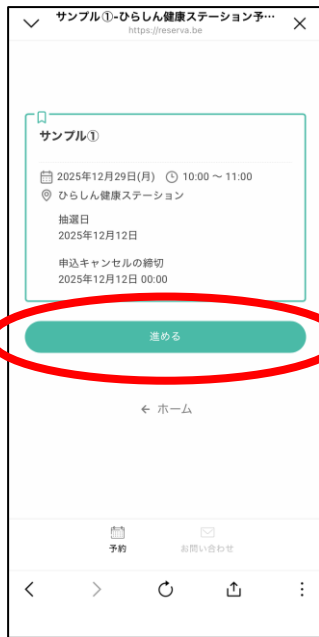 サンプル①-ひらしん健康ステーション予…
https://reserva.be
サンプル①
2025年12月29日(月) 10:00 ～ 11:00
ひらしん健康ステーション
抽選日
2025年12月12日
申込キャンセルの締切
2025年12月12日 00:00
進める
← ホーム
予約 お問い合わせ